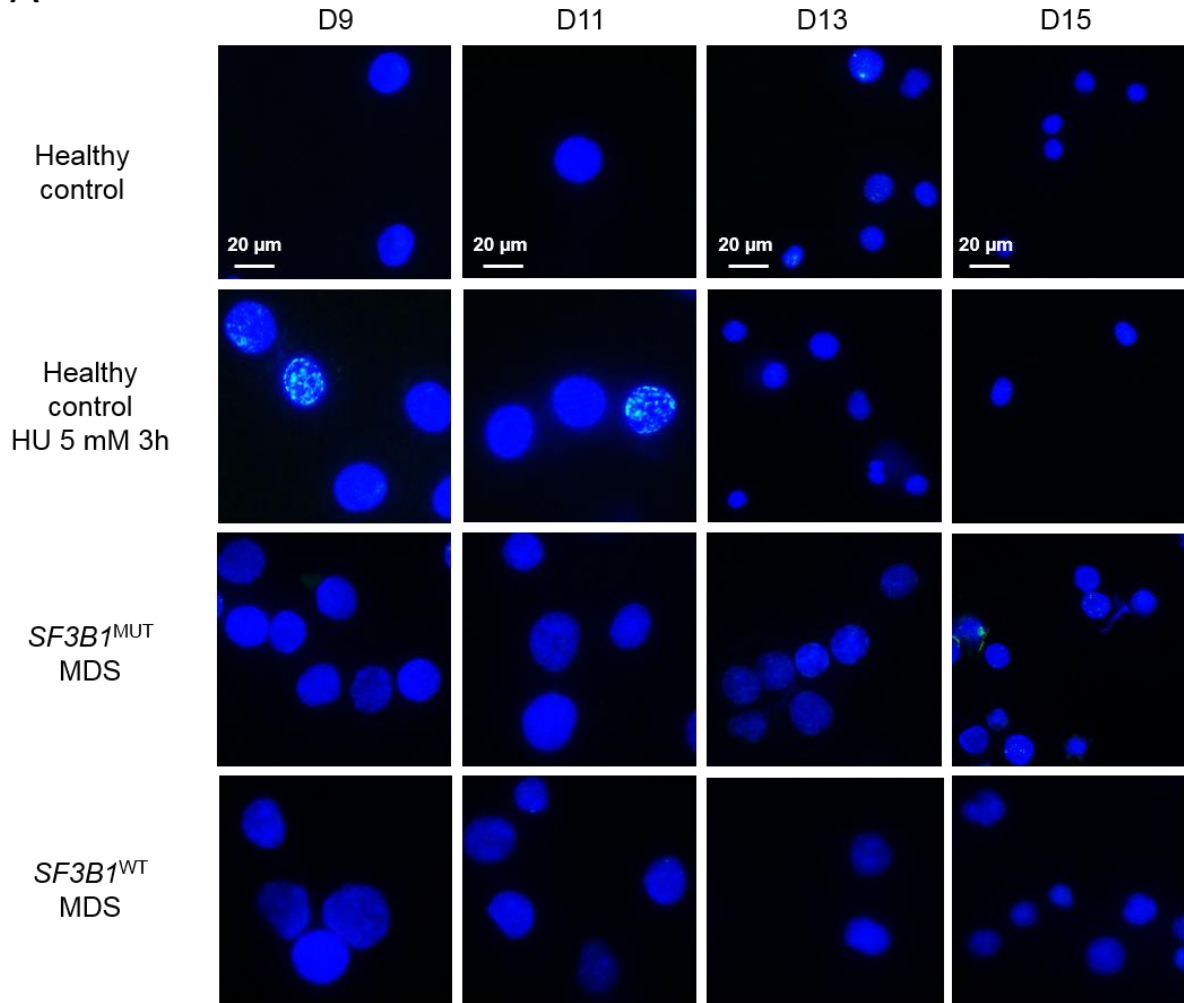 D9 D11 D13 D15
Healthy
control
20 µm 20 µm 20 µm 20 µm
Healthy
control
HU 5 mM 3h
SF3B1MUT
MDS
SF3B1WT
MDS